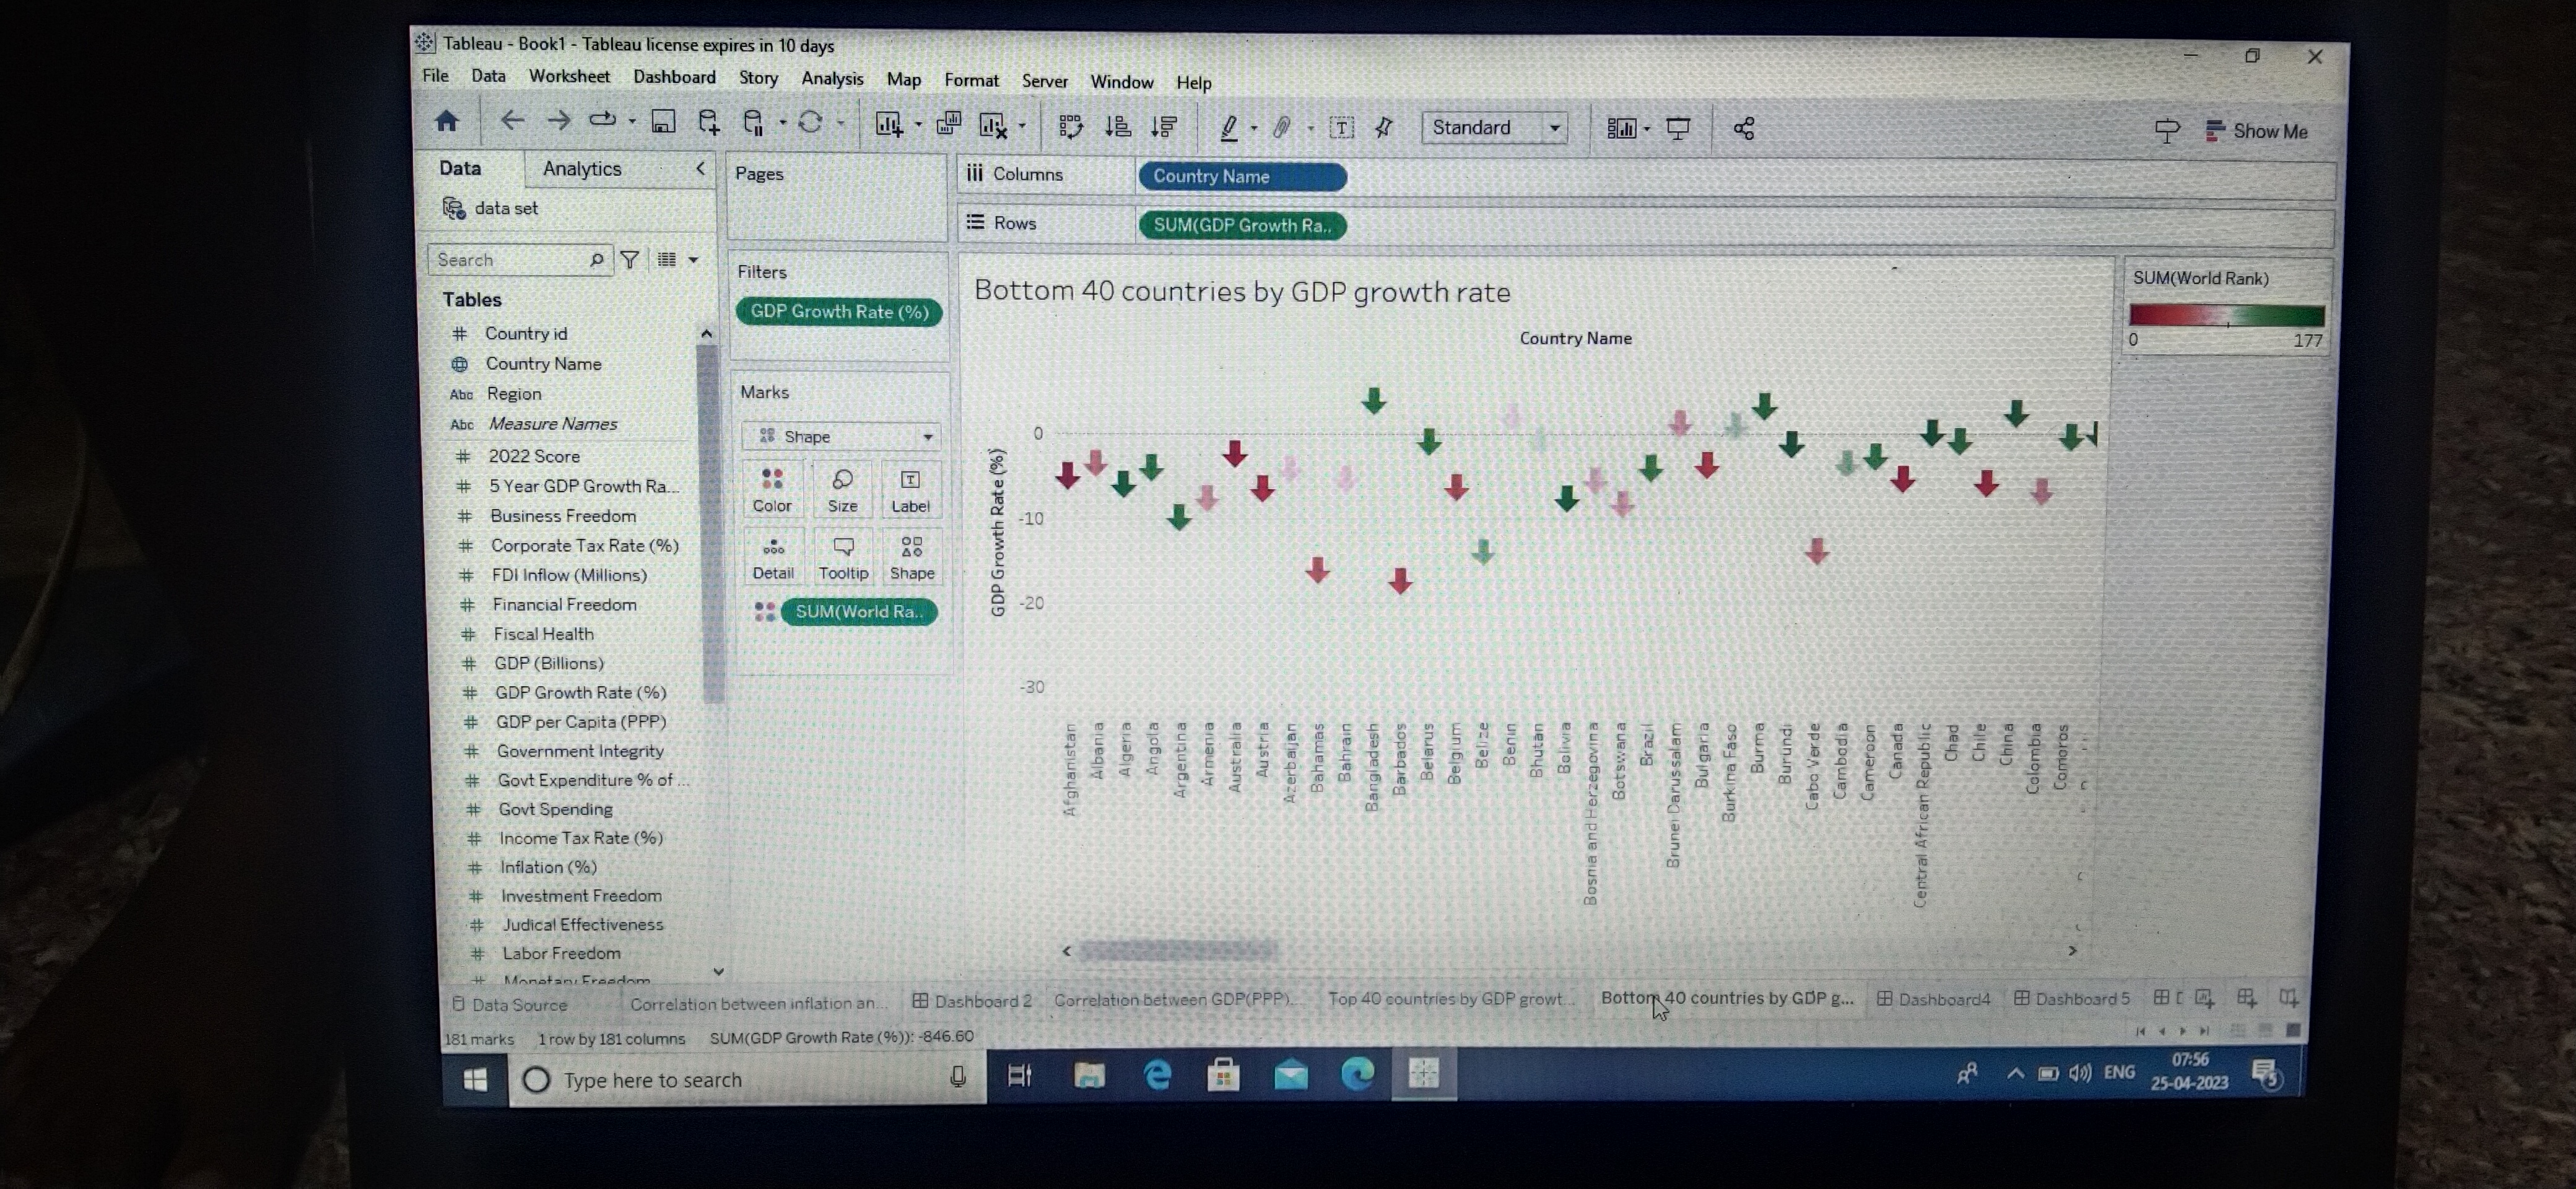 Tableau - Book1 - Tableau license expires in 10 days
File Data Worksheet Dashboard Story Analysis Map Format Server Window Help
Standard
Show Me
Data Analytics
data set
Search
Tables
Country id
Country Name
Abc Region
Abc Measure Names
2022 Score
5 Year GDP Growth Ra...
Business Freedom
Corporate Tax Rate (%)
FDI Inflow (Millions)
Financial Freedom
Fiscal Health
GDP (Billions)
GDP Growth Rate (%)
GDP per Capita (PPP)
Government Integrity
Govt Expenditure % of ...
Govt Spending
Income Tax Rate (%)
Inflation (%)
Investment Freedom
Judical Effectiveness
Labor Freedom
Monetary Freedom
Pages
Filters
GDP Growth Rate (%)
Marks
Shape
Color Size Label
Detail Tooltip Shape
SUM(World Ra..
Columns Country Name
Rows SUM(GDP Growth Ra..
Bottom 40 countries by GDP growth rate
Country Name
GDP Growth Rate (%)
0
-10
-20
-30
Afghanistan
Albania
Algeria
Angola
Argentina
Armenia
Australia
Austria
Azerbaijan
Bahamas
Bahrain
Bangladesh
Barbados
Belarus
Belgium
Belize
Benin
Bhutan
Bolivia
Bosnia and Herzegovina
Botswana
Brazil
Brunei Darussalam
Bulgaria
Burkina Faso
Burma
Burundi
Cabo Verde
Cambodia
Cameroon
Canada
Central African Republic
Chad
Chile
China
Colombia
Comoros
SUM(World Rank)
0 177
Data Source Correlation between inflation an... Dashboard 2 Correlation between GDP(PPP)... Top 40 countries by GDP growt... Bottom 40 countries by GDP g... Dashboard4 Dashboard 5
181 marks 1 row by 181 columns SUM(GDP Growth Rate (%)): -846.60
Type here to search
ENG
07:56
25-04-2023
5